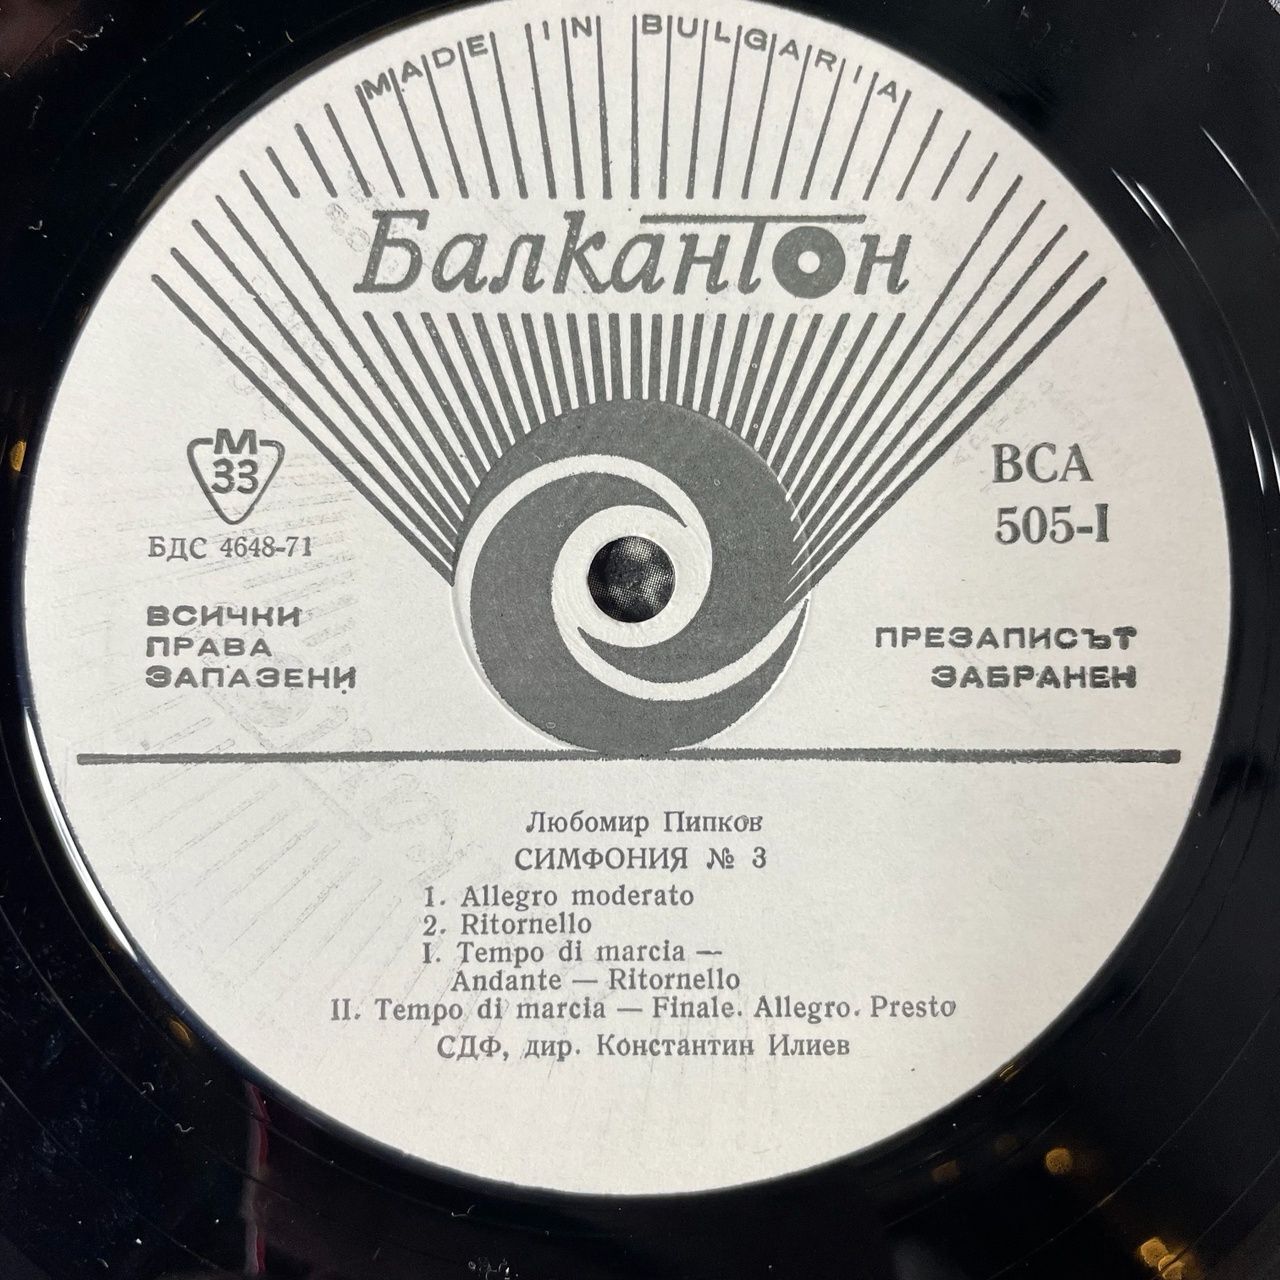 MADE IN BULGARIA
Балкантон
М
33
БДС 4648-71
ВСИЧКИ
ПРАВА
ЗАПАЗЕНИ
ВСА
505-I
ПРЕЗАПИСЪТ
ЗАБРАНЕН
Любомир Пипков
СИМФОНИЯ № 3
1. Allegro moderato
2. Ritornello
I. Tempo di marcia —
Andante — Ritornello
II. Tempo di marcia — Finale. Allegro. Presto
СДФ, дир. Константин Илиев